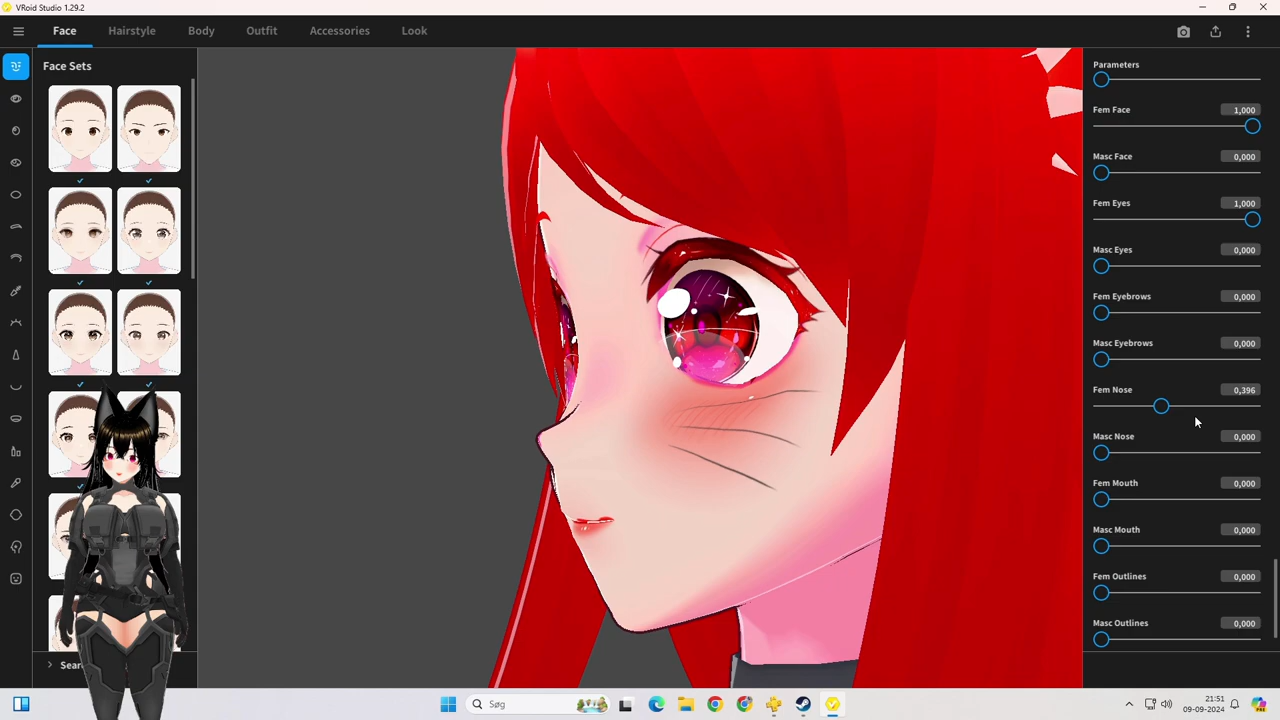 VRoid Studio 1.29.2
Face Hairstyle Body Outfit Accessories Look
Face Sets
Parameters
Fem Face 1,000
Masc Face 0,000
Fem Eyes 1,000
Masc Eyes 0,000
Fem Eyebrows 0,000
Masc Eyebrows 0,000
Fem Nose 0,396
Masc Nose 0,000
Fem Mouth 0,000
Masc Mouth 0,000
Fem Outlines 0,000
Masc Outlines 0,000
Søg
21:51
09-09-2024